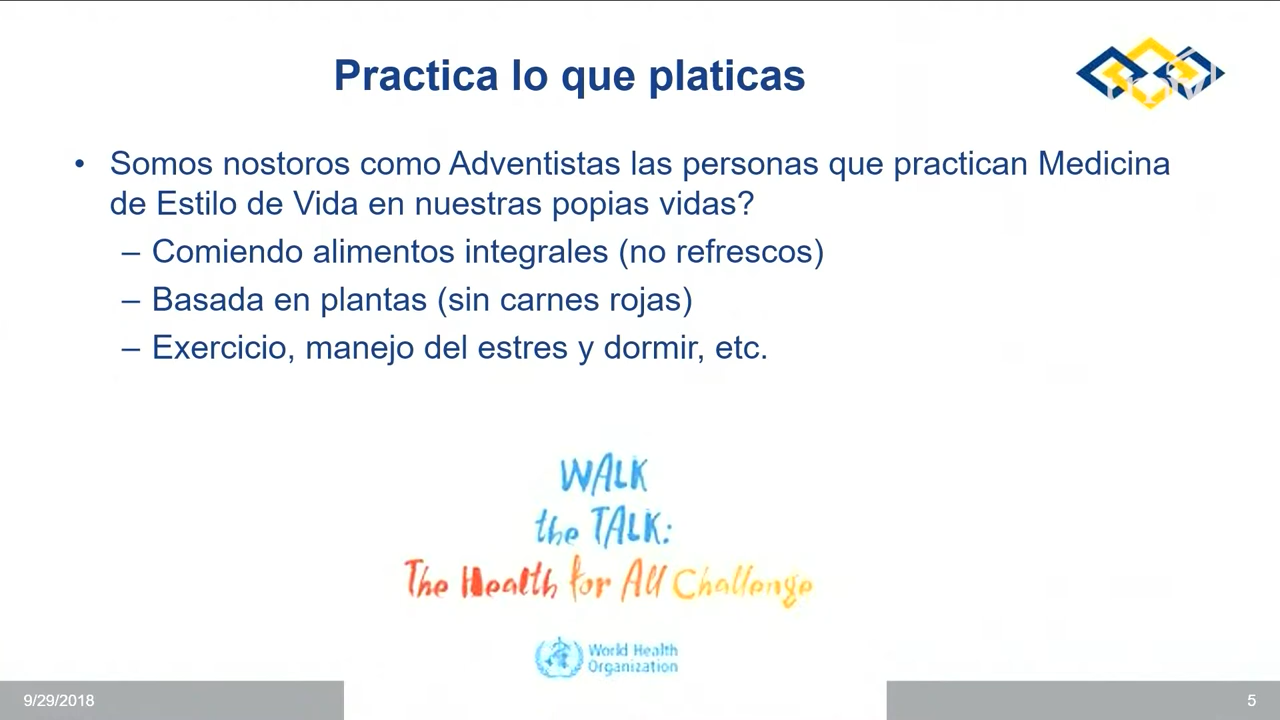 Practica lo que platicas
• Somos nostoros como Adventistas las personas que practican Medicina
de Estilo de Vida en nuestras popias vidas?
– Comiendo alimentos integrales (no refrescos)
– Basada en plantas (sin carnes rojas)
– Exercicio, manejo del estres y dormir, etc.
WALK
the TALK:
The Health for All Challenge
World Health
Organization
9/29/2018
5